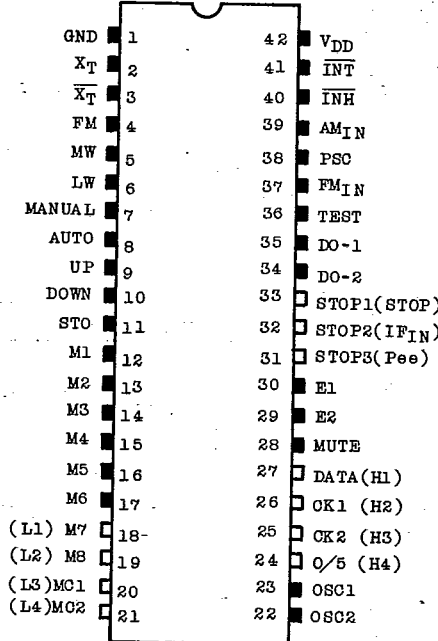 GND 1 42 VDD
XT 2 41 INT
XT 3 40 INH
FM 4 39 AMIN
MW 5 38 PSC
LW 6 37 FMIN
MANUAL 7 36 TEST
AUTO 8 35 DO-1
UP 9 34 DO-2
DOWN 10 33 STOP1(STOP)
STO 11 32 STOP2(IFIN)
M1 12 31 STOP3(Pee)
M2 13 30 E1
M3 14 29 E2
M4 15 28 MUTE
M5 16 27 DATA(H1)
M6 17 26 CK1 (H2)
(L1) M7 18 25 CK2 (H3)
(L2) M8 19 24 0/5 (H4)
(L3)MC1 20 23 OSC1
(L4)MC2 21 22 OSC2